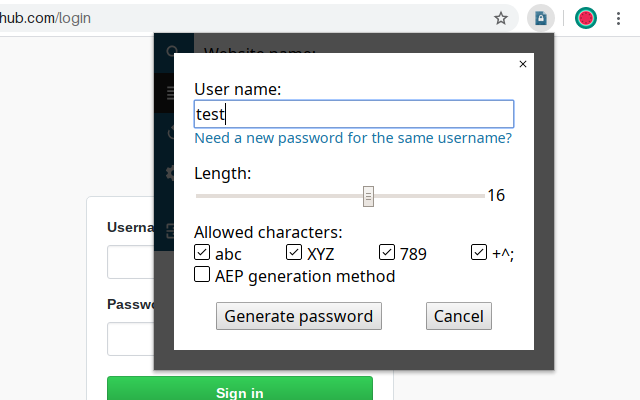 hub.com/login
Website name:
×
User name:
test
Need a new password for the same username?
Length:
16
Allowed characters:
abc XYZ 789 +^;
AEP generation method
Generate password Cancel
Userna
Passwo
Sign in